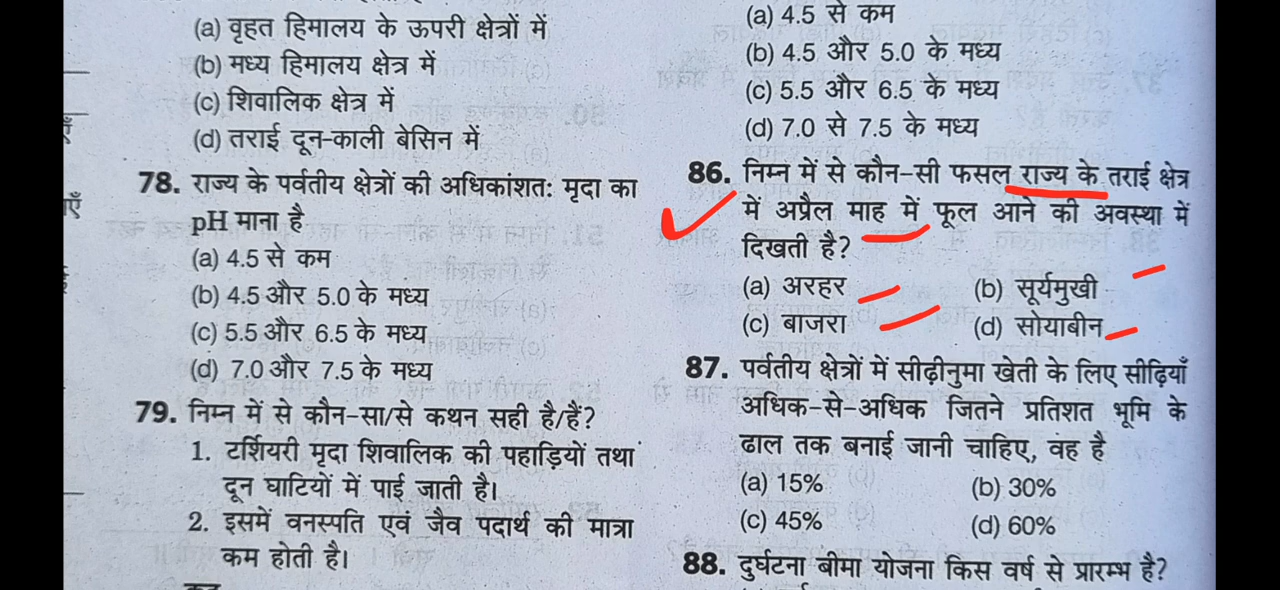 (a) वृहत हिमालय के ऊपरी क्षेत्रों में
(b) मध्य हिमालय क्षेत्र में
(c) शिवालिक क्षेत्र में
(d) तराई दून-काली बेसिन में
78. राज्य के पर्वतीय क्षेत्रों की अधिकांशतः मृदा का
pH माना है
(a) 4.5 से कम
(b) 4.5 और 5.0 के मध्य
(c) 5.5 और 6.5 के मध्य
(d) 7.0 और 7.5 के मध्य
79. निम्न में से कौन-सा/से कथन सही है/हैं?
1. टर्शियरी मृदा शिवालिक की पहाड़ियों तथा
दून घाटियों में पाई जाती है।
2. इसमें वनस्पति एवं जैव पदार्थ की मात्रा
कम होती है।
(a) 4.5 से कम
(b) 4.5 और 5.0 के मध्य
(c) 5.5 और 6.5 के मध्य
(d) 7.0 से 7.5 के मध्य
86. निम्न में से कौन-सी फसल राज्य के तराई क्षेत्र
में अप्रैल माह में फूल आने की अवस्था में
दिखती है?
(a) अरहर (b) सूर्यमुखी
(c) बाजरा (d) सोयाबीन
87. पर्वतीय क्षेत्रों में सीढ़ीनुमा खेती के लिए सीढ़ियाँ
अधिक-से-अधिक जितने प्रतिशत भूमि के
ढाल तक बनाई जानी चाहिए, वह है
(a) 15% (b) 30%
(c) 45% (d) 60%
88. दुर्घटना बीमा योजना किस वर्ष से प्रारम्भ है?